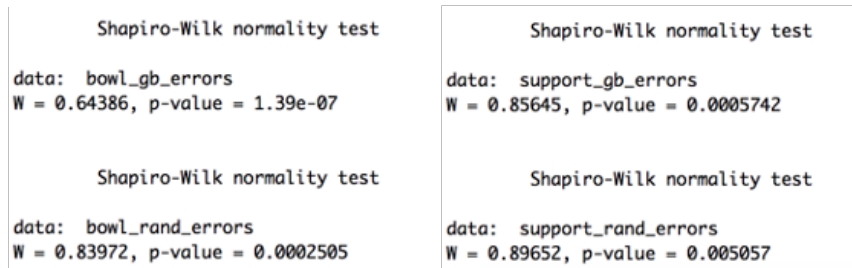 Shapiro-Wilk normality test
data: bowl_gb_errors
W = 0.64386, p-value = 1.39e-07
Shapiro-Wilk normality test
data: bowl_rand_errors
W = 0.83972, p-value = 0.0002505
Shapiro-Wilk normality test
data: support_gb_errors
W = 0.85645, p-value = 0.0005742
Shapiro-Wilk normality test
data: support_rand_errors
W = 0.89652, p-value = 0.005057